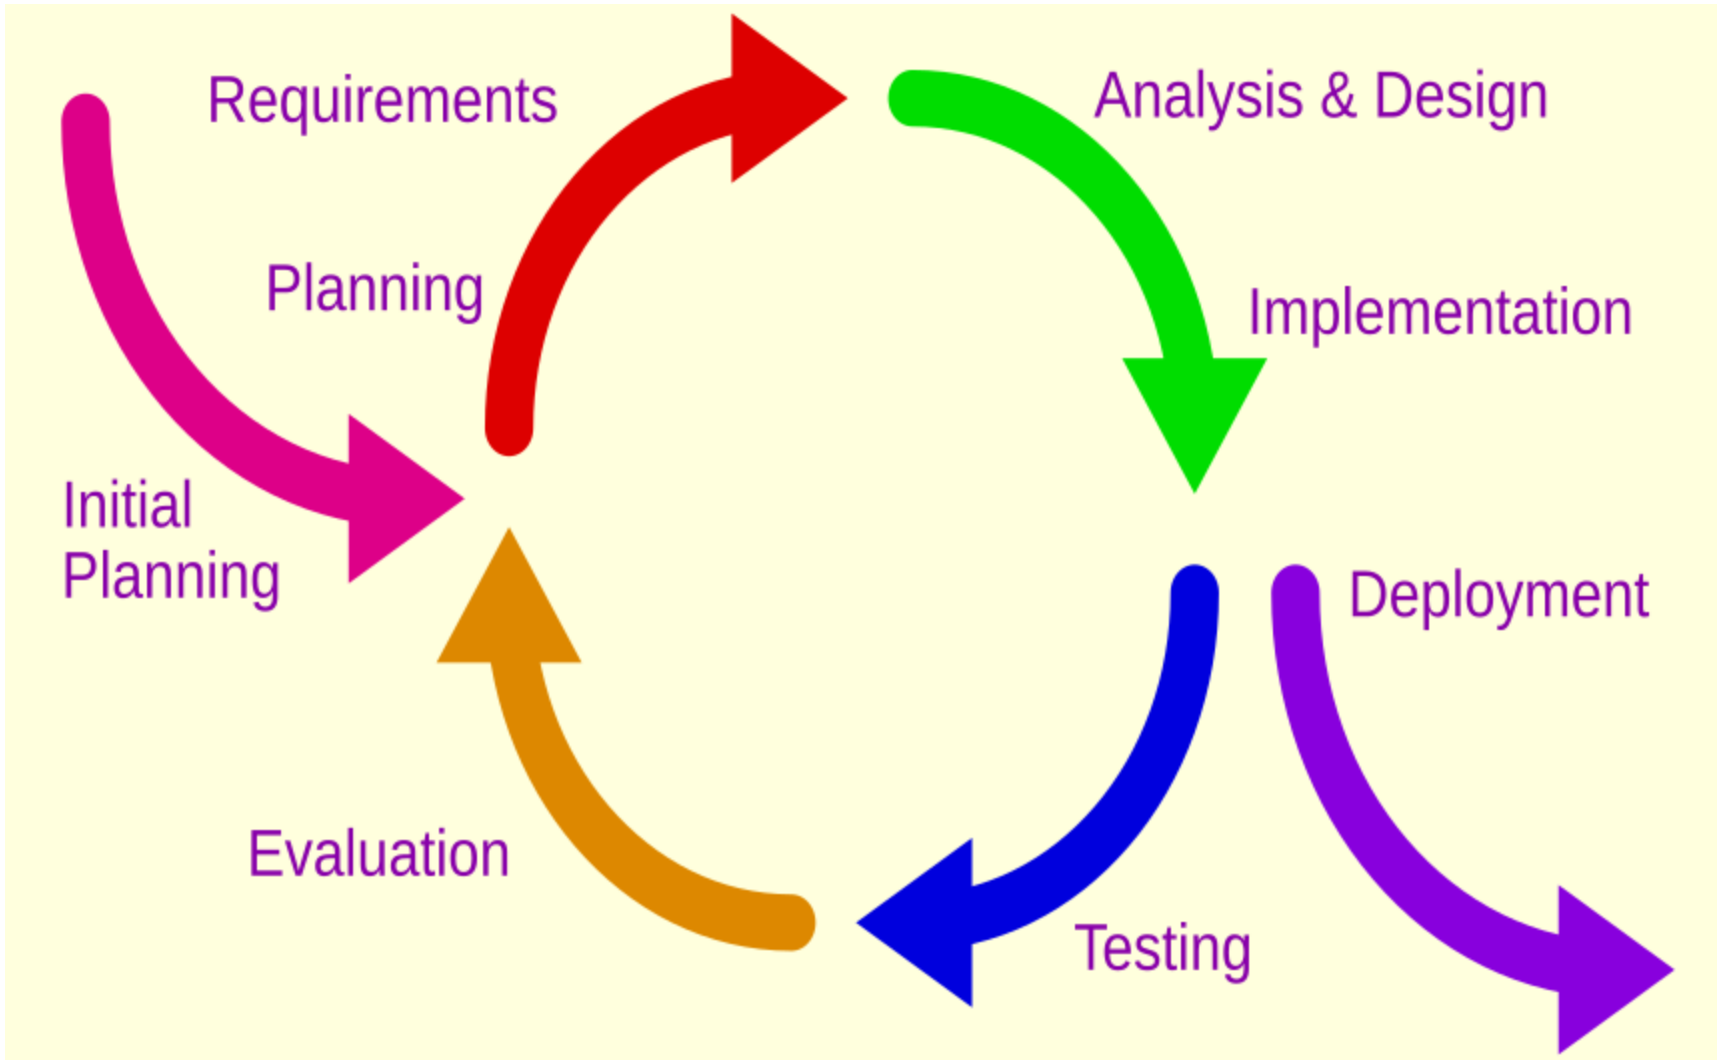 Requirements
Analysis & Design
Planning
Implementation
Initial
Planning
Deployment
Evaluation
Testing